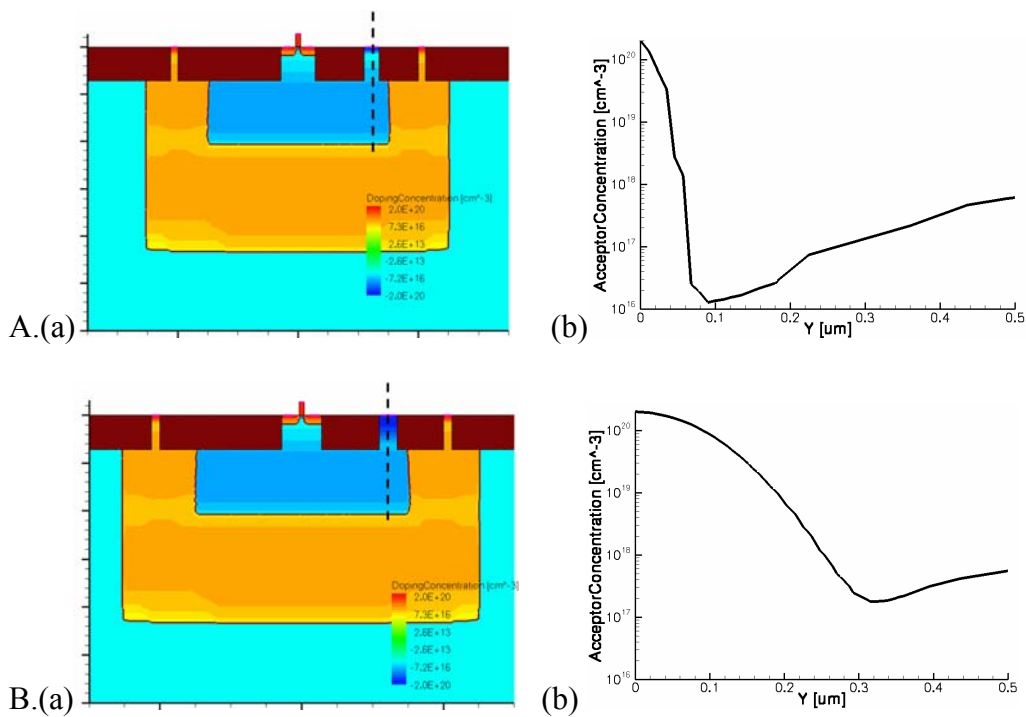 DopingConcentration [cm^-3]
2.0E+20
7.3E+16
2.6E+13
-2.6E+13
-7.2E+16
-2.0E+20
A.(a)
AcceptorConcentration [cm^-3]
10^20
10^19
10^18
10^17
10^16
0 0.1 0.2 0.3 0.4 0.5
Y [um]
(b)
DopingConcentration [cm^-3]
2.0E+20
7.3E+16
2.6E+13
-2.6E+13
-7.2E+16
-2.0E+20
B.(a)
AcceptorConcentration [cm^-3]
10^20
10^19
10^18
10^17
10^16
0 0.1 0.2 0.3 0.4 0.5
Y [um]
(b)